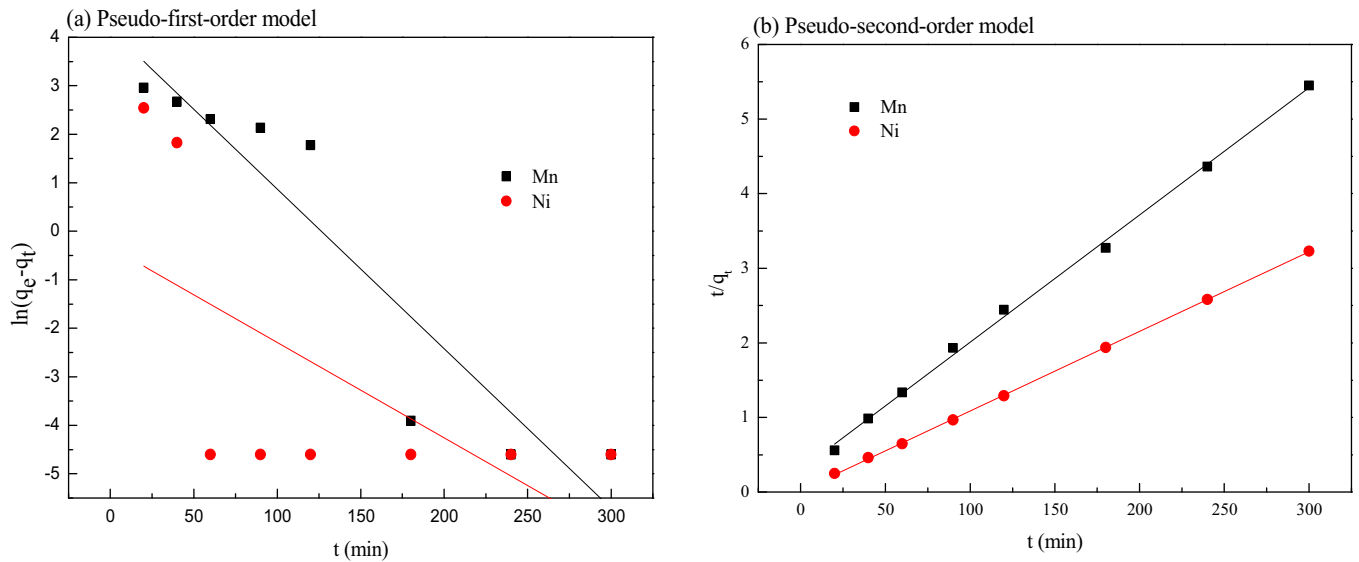 (a) Pseudo-first-order model
4
3
2
1
0
-1
-2
-3
-4
-5
ln(qe-qt)
Mn
Ni
0 50 100 150 200 250 300
t (min)
(b) Pseudo-second-order model
6
5
4
3
2
1
0
t/qt
Mn
Ni
0 50 100 150 200 250 300
t (min)